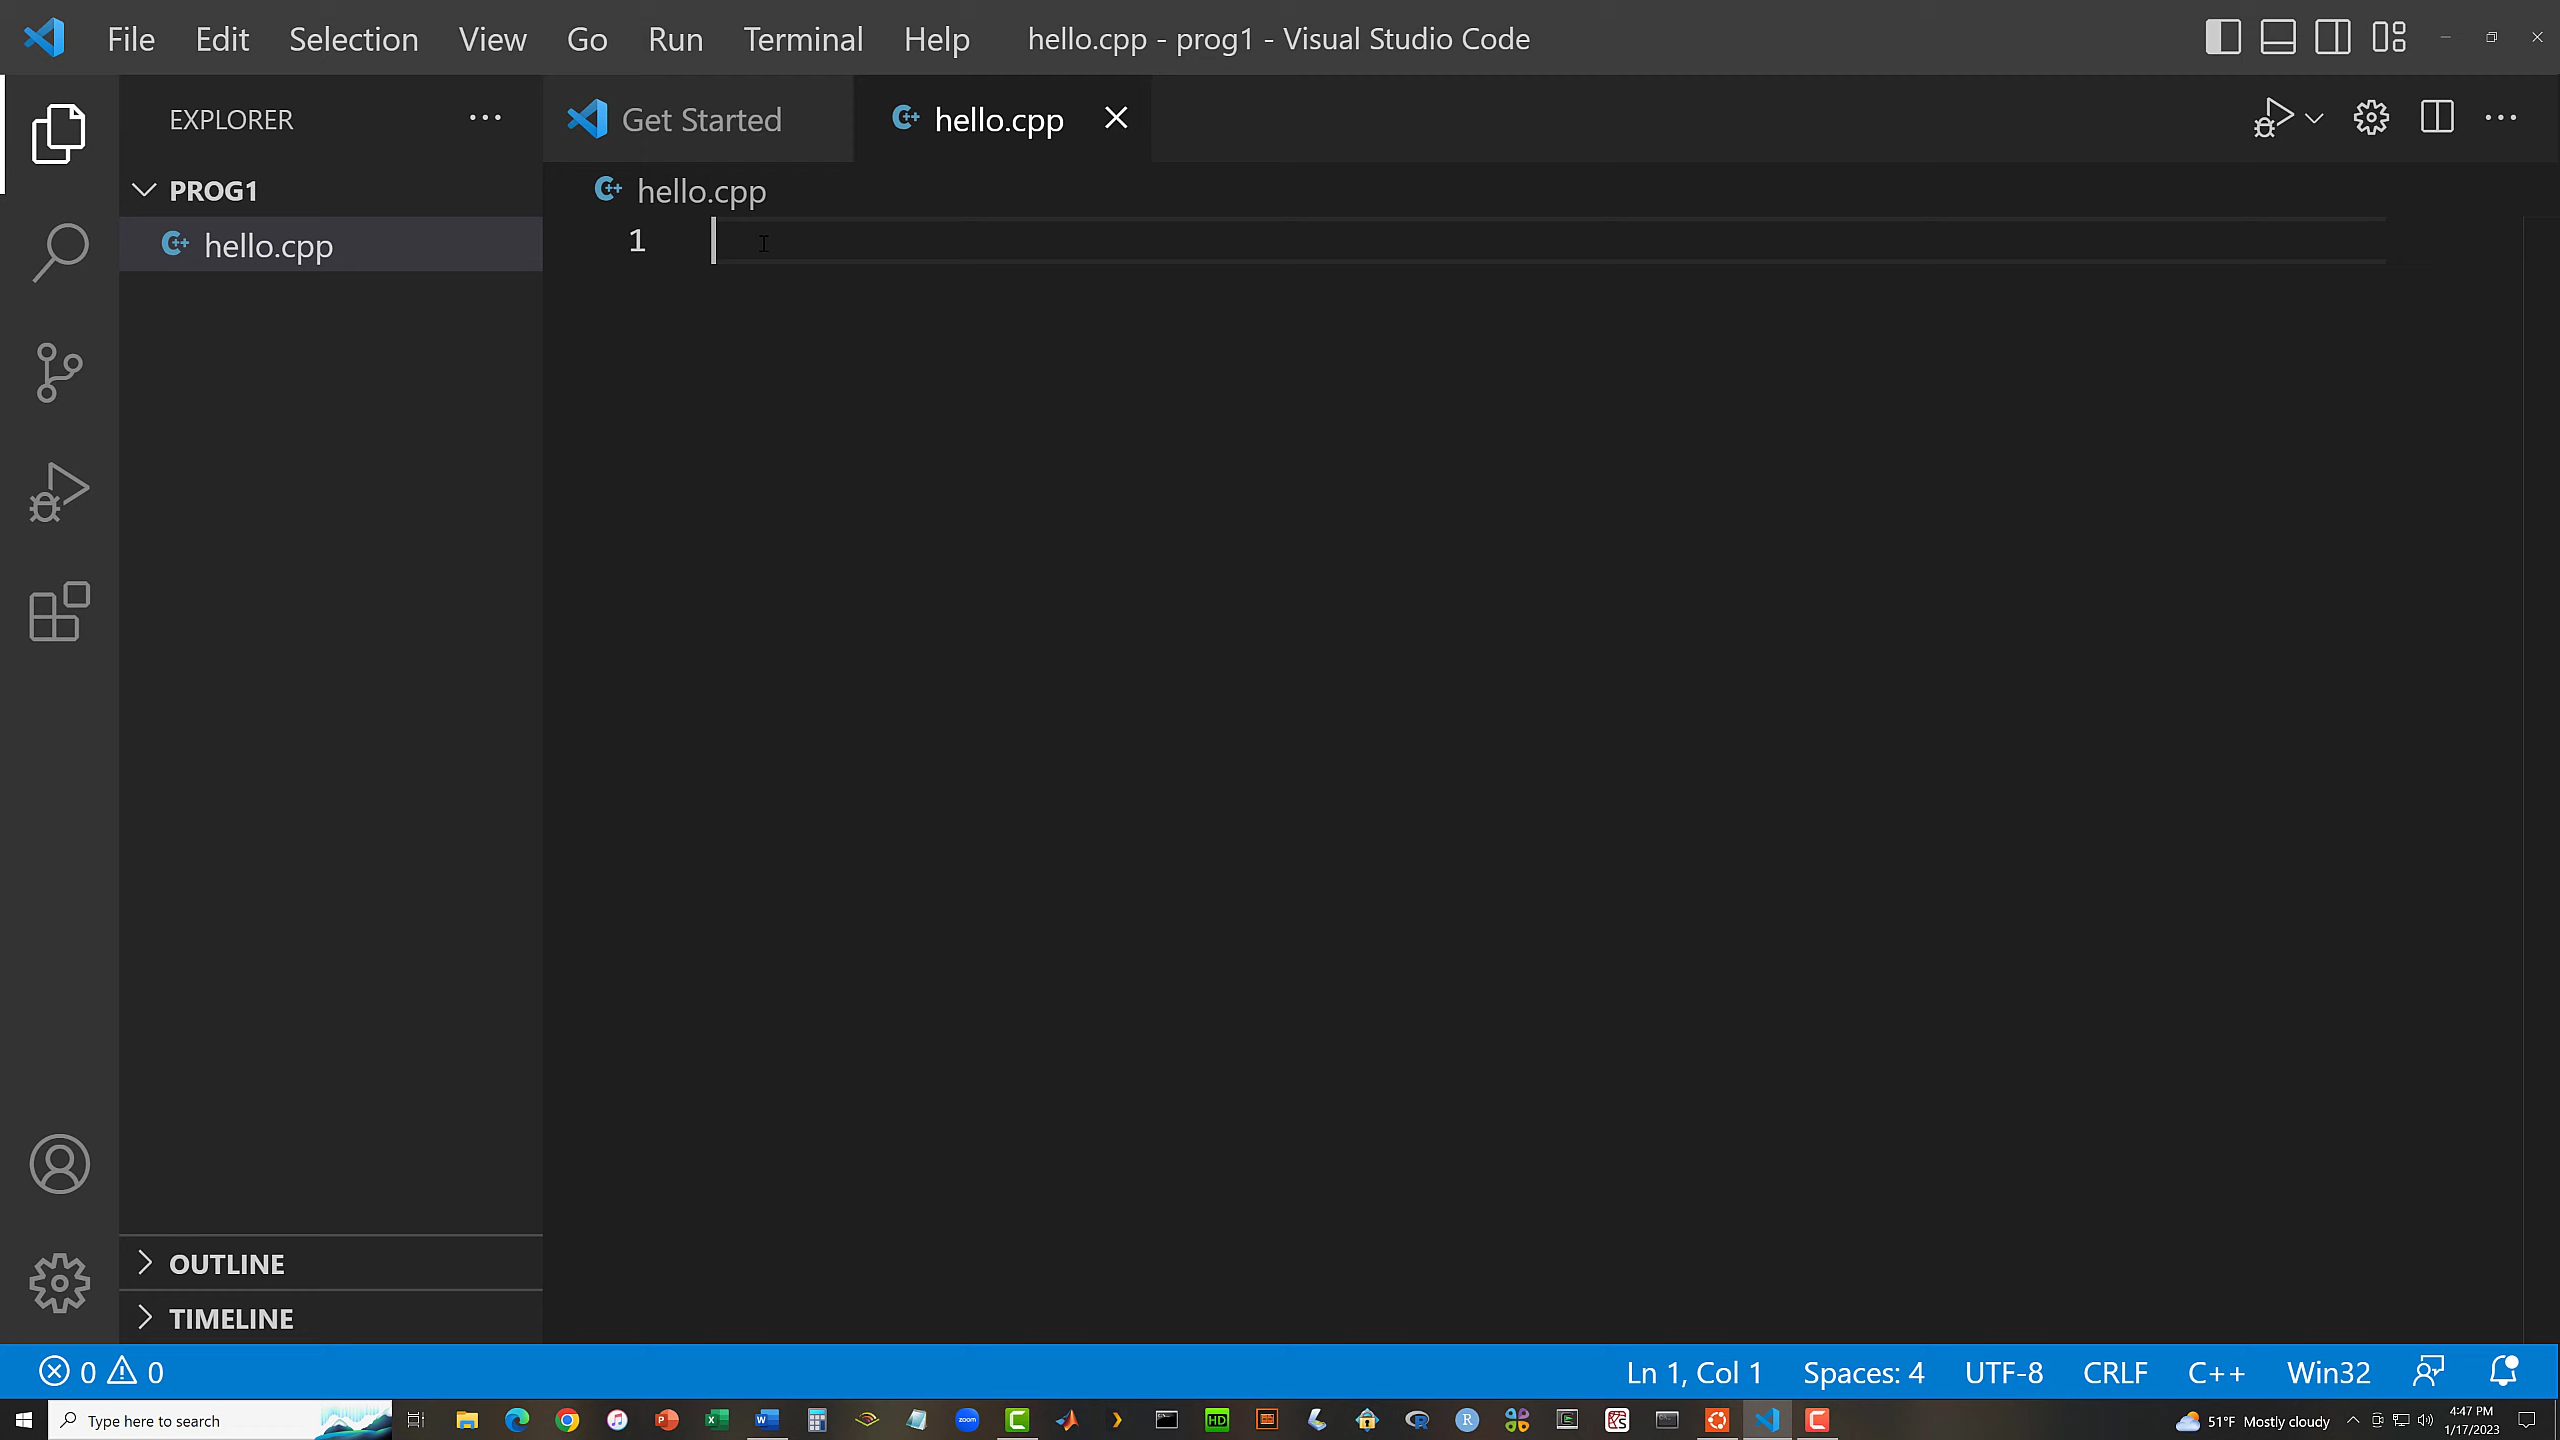 File Edit Selection View Go Run Terminal Help hello.cpp - prog1 - Visual Studio Code
EXPLORER
Get Started
hello.cpp
PROG1
hello.cpp
hello.cpp
1
OUTLINE
TIMELINE
0 0
Ln 1, Col 1 Spaces: 4 UTF-8 CRLF C++ Win32
Type here to search
zoom
HD
51°F Mostly cloudy
4:47 PM
1/17/2023